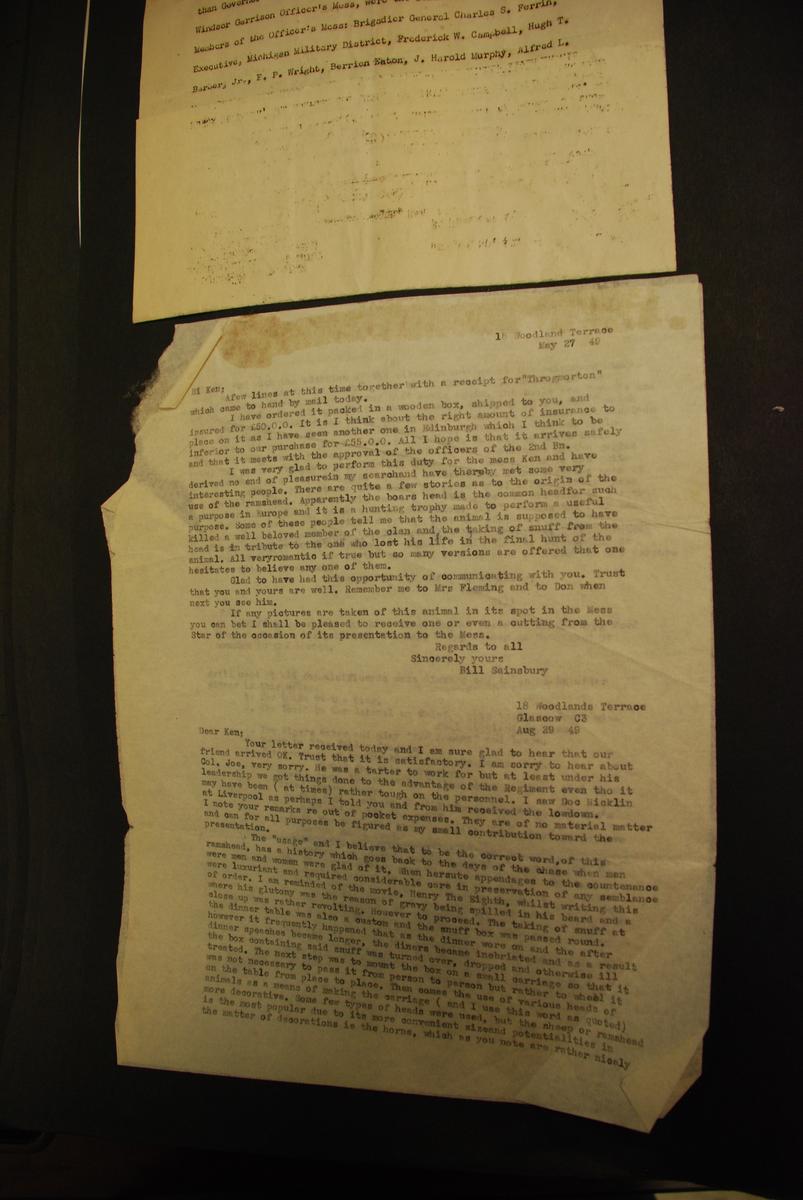 than Governe
Windsor Garrison Officer's Mess, were the
Members of the Officer's Mess: Brigadier General Charles S. Perrin,
Executive, Michigan Military District, Frederick W. Campbell, Hugh T.
Barber, Jr., E. P. Wright, Berrien Eaton, J. Harold Murphy, Alfred L.
18 Woodland Terrace
May 27 49
Hi Ken;
Afew lines at this time together with a receipt for"Throgmorton"
which came to hand by mail today.
I have ordered it packed in a wooden box, shipped to you, and
insured for £50.0.0. It is I think about the right amount of insurance to
place on it as I have seen another one in Edinburgh which I think to be
inferior to our purchase for £55.0.0. All I hope is that it arrives safely
and that it meets with the approval of the officers of the 2nd Bn.
I was very glad to perform this duty for the mess Ken and have
derived no end of pleasurein my searchand have thereby met some very
interesting people. There are quite a few stories as to the origin of the
use of the ramshead. Apparently the boars head is the common headfor such
a purpose in Europe and it is a hunting trophy made to perform a useful
purpose. Some of these people tell me that the animal is supposed to have
killed a well beloved member of the clan and the taking of snuff from the
head is in tribute to the one who lost his life in the final hunt of the
animal. All veryromantic if true but so many versions are offered that one
hesitates to believe any one of them.
Glad to have had this opportunity of communicating with you. Trust
that you and yours are well. Remember me to Mrs Fleming and to Don when
next you see him.
If any pictures are taken of this animal in its spot in the Mess
you can bet I shall be pleased to receive one or even a cutting from the
Star of the occasion of its presentation to the Mess.
Regards to all
Sincerely yours
Bill Sainsbury
18 Woodlands Terrace
Glascow C3
Aug 29 49
Dear Ken;
Your letter received today and I am sure glad to hear that our
friend arrived OK. Trust that it is satisfactory. I am sorry to hear about
Col. Joe, very sorry. He was a tarter to work for but at least under his
leadership we got things done to the advantage of the Regiment even tho it
may have been ( at times) rather tough on the personnel. I saw Doc Micklin
at Liverpool as perhaps I told you and from him received the lowdown.
I note your remarks re out of pocket expenses. They are of no material matter
and can for all purposes be figured as my small contribution toward the
presentation.
The "usage" and I believe that to be the correct word,of this
ramshead, has a history which goes back to the days of the chase when men
were men and women were glad of it. When hersute appendages to the countenance
were luxuriant and required considerable care in preservation of any semblance
of order. I am reminded of the movie, Henry The Eighth, whilst writing this
where his glutony was the reason of gravy being spilled in his beard and a
close up was rather revolting. However to proceed. The taking of snuff at
the dinner table was also a custom and the snuff box was passed round.
however it frequently happened that as the dinner wore on and the after
dinner speaches became longer, the diners became inebriated and as a result
the box containing said snuff was turned over, dropped and otherwise ill
treated. The next step was to mount the box on a small carriage so that it
was not necessary to pass it from person to person but rather to wheel it
on the table from place to place. Then comes the use of various heads of
animals as a means of making the carriage ( and I use this word as quoted)
more decorative. Some few types of heads were used, but the sheep or ramshead
is the most popular due to its more convenient sizeand potentialities in
the matter of decorations is the horns, which as you note are rather nicely